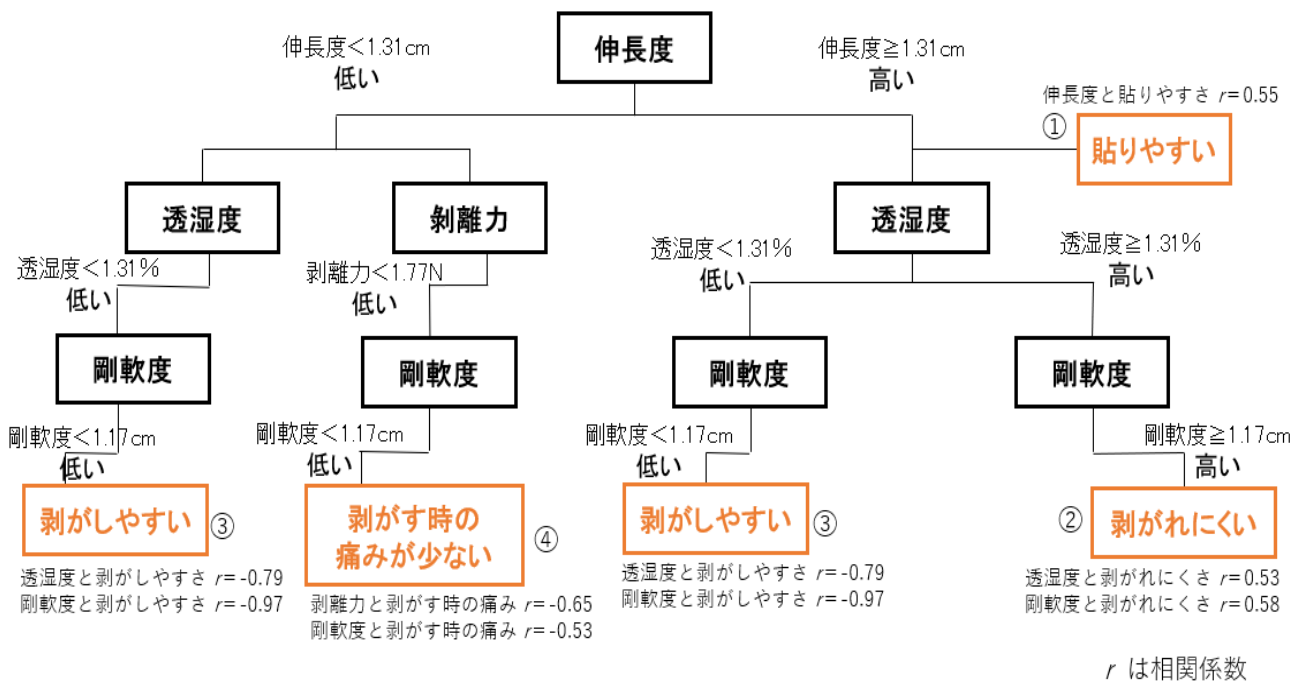 伸長度
伸長度<1.31cm
低い
伸長度≧1.31cm
高い
伸長度と貼りやすさ r=0.55
①
貼りやすい
透湿度
剝離力
透湿度
透湿度<1.31%
低い
剥離力<1.77N
低い
透湿度<1.31%
低い
透湿度≧1.31%
高い
剛軟度
剛軟度
剛軟度
剛軟度
剛軟度<1.17cm
低い
剛軟度<1.17cm
低い
剛軟度<1.17cm
低い
剛軟度≧1.17cm
高い
剥がしやすい
③
剥がす時の
痛みが少ない
④
剥がしやすい
③
②
剥がれにくい
透湿度と剥がしやすさ r=-0.79
剛軟度と剥がしやすさ r=-0.97
剥離力と剥がす時の痛み r=-0.65
剛軟度と剥がす時の痛み r=-0.53
透湿度と剥がしやすさ r=-0.79
剛軟度と剥がしやすさ r=-0.97
透湿度と剥がれにくさ r=0.53
剛軟度と剥がれにくさ r=0.58
r は相関係数